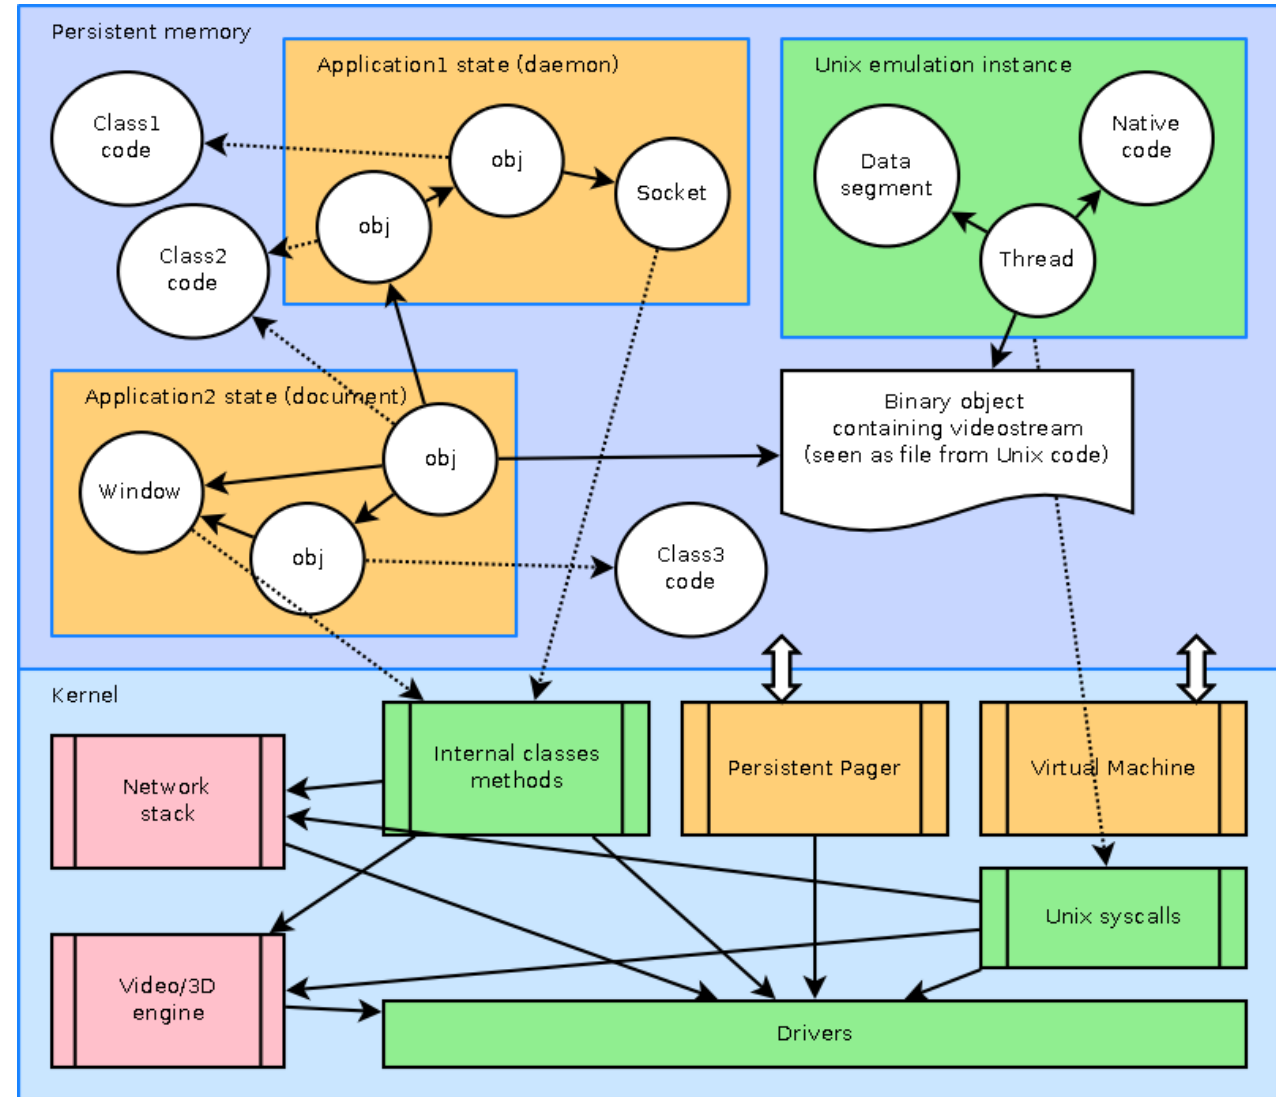 Persistent memory
Application1 state (daemon)
Unix emulation instance
Class1
code
obj
Socket
obj
Class2
code
Data
segment
Native
code
Thread
Application2 state (document)
obj
Window
obj
Binary object
containing videostream
(seen as file from Unix code)
Class3
code
Kernel
Network
stack
Internal classes
methods
Persistent Pager
Virtual Machine
Unix syscalls
Video/3D
engine
Drivers